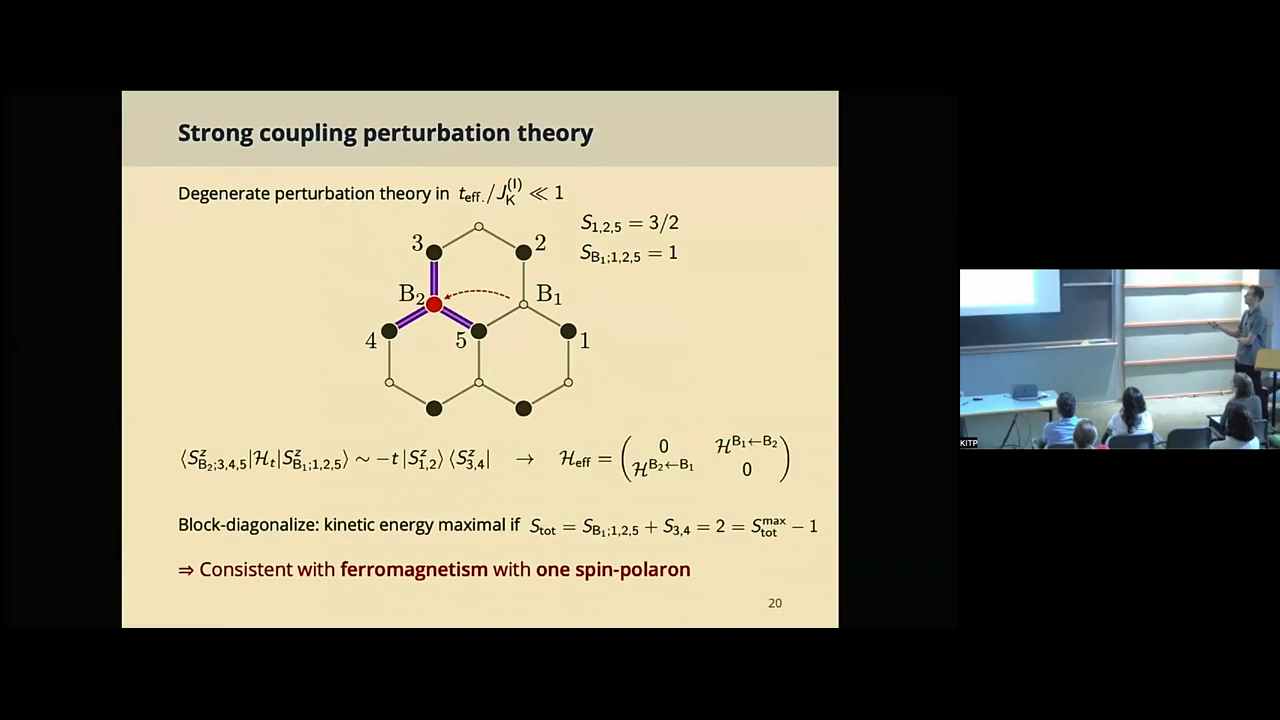 Strong coupling perturbation theory
Degenerate perturbation theory in t_eff./J_K^(I) ≪ 1
S_1,2,5 = 3/2
S_B₁;1,2,5 = 1
3
2
B₂
B₁
4
5
1
⟨S^z_B₂;3,4,5|ℋ_t|S^z_B₁;1,2,5⟩ ∼ −t |S^z_1,2⟩ ⟨S^z_3,4| → ℋ_eff = ( 0 ℋ^B₁←B₂
ℋ^B₂←B₁ 0 )
Block-diagonalize: kinetic energy maximal if S_tot = S_B₁;1,2,5 + S_3,4 = 2 = S_tot^max − 1
⇒ Consistent with ferromagnetism with one spin-polaron
20
KITP